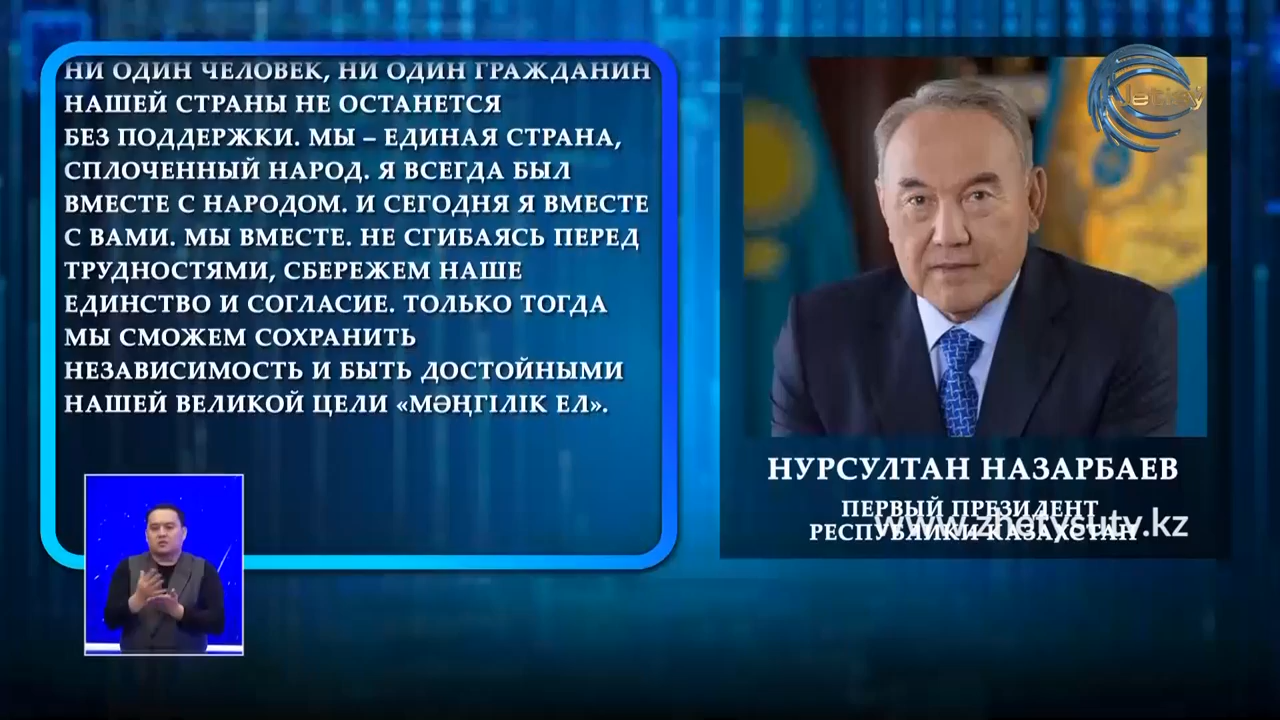 НИ ОДИН ЧЕЛОВЕК, НИ ОДИН ГРАЖДАНИН
НАШЕЙ СТРАНЫ НЕ ОСТАНЕТСЯ
БЕЗ ПОДДЕРЖКИ. МЫ – ЕДИНАЯ СТРАНА,
СПЛОЧЕННЫЙ НАРОД. Я ВСЕГДА БЫЛ
ВМЕСТЕ С НАРОДОМ. И СЕГОДНЯ Я ВМЕСТЕ
С ВАМИ. МЫ ВМЕСТЕ. НЕ СГИБАЯСЬ ПЕРЕД
ТРУДНОСТЯМИ, СБЕРЕЖЕМ НАШЕ
ЕДИНСТВО И СОГЛАСИЕ. ТОЛЬКО ТОГДА
МЫ СМОЖЕМ СОХРАНИТЬ
НЕЗАВИСИМОСТЬ И БЫТЬ ДОСТОЙНЫМИ
НАШЕЙ ВЕЛИКОЙ ЦЕЛИ «МӘҢГІЛІК ЕЛ».
Jetisý
НУРСУЛТАН НАЗАРБАЕВ
ПЕРВЫЙ ПРЕЗИДЕНТ
РЕСПУБЛИКИ КАЗАХСТАН
www.zhetysutv.kz